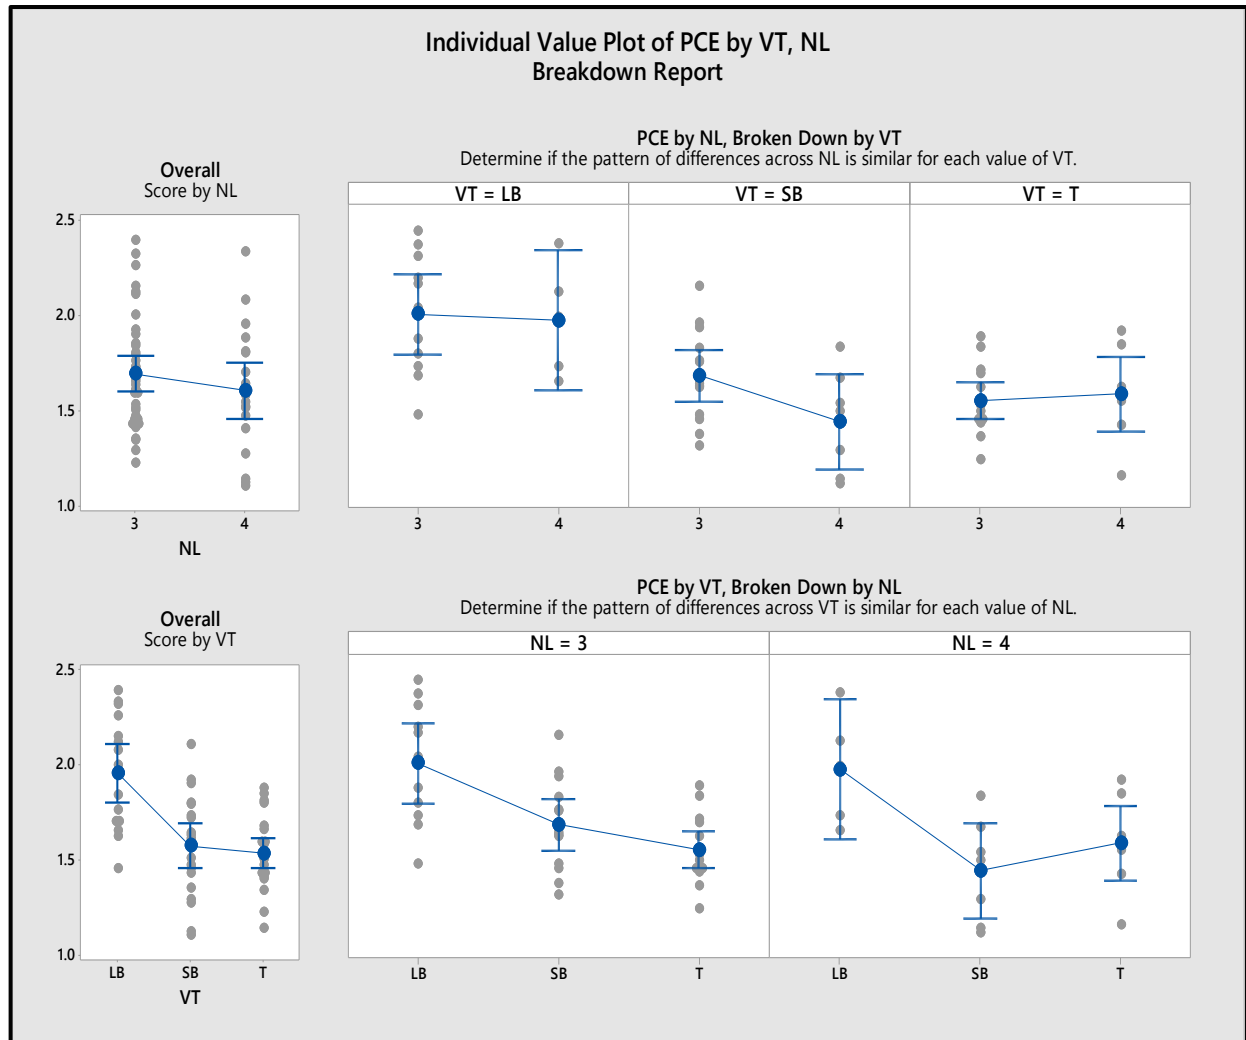 Individual Value Plot of PCE by VT, NL
Breakdown Report
PCE by NL, Broken Down by VT
Determine if the pattern of differences across NL is similar for each value of VT.
Overall
Score by NL
VT = LB
VT = SB
VT = T
2.5
2.0
1.5
1.0
3
4
3
4
3
4
3
4
NL
PCE by VT, Broken Down by NL
Determine if the pattern of differences across VT is similar for each value of NL.
Overall
Score by VT
NL = 3
NL = 4
2.5
2.0
1.5
1.0
LB
SB
T
LB
SB
T
LB
SB
T
VT